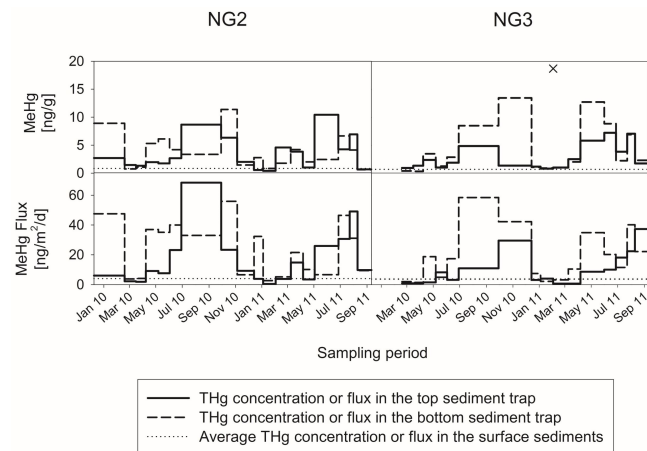 NG2 NG3
MeHg
[ng/g]
20
15
10
5
0
MeHg Flux
[ng/m²/d]
60
40
20
0
Jan 10 Mar 10 May 10 Jul 10 Sep 10 Nov 10 Jan 11 Mar 11 May 11 Jul 11 Sep 11 Mar 10 May 10 Jul 10 Sep 10 Nov 10 Jan 11 Mar 11 May 11 Jul 11 Sep 11
Sampling period
THg concentration or flux in the top sediment trap
THg concentration or flux in the bottom sediment trap
Average THg concentration or flux in the surface sediments